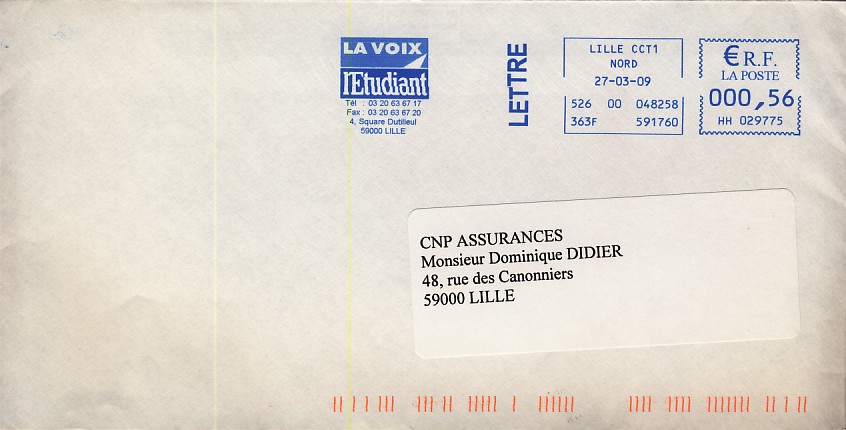 LA VOIX
l'Etudiant
Tél : 03 20 63 67 17
Fax : 03 20 63 67 20
4, Square Dutilleul
59000 LILLE
LETTRE
LILLE CCT1
NORD
27-03-09
526 00 048258
363F 591760
€ R.F.
LA POSTE
000,56
HH 029775
CNP ASSURANCES
Monsieur Dominique DIDIER
48, rue des Canonniers
59000 LILLE